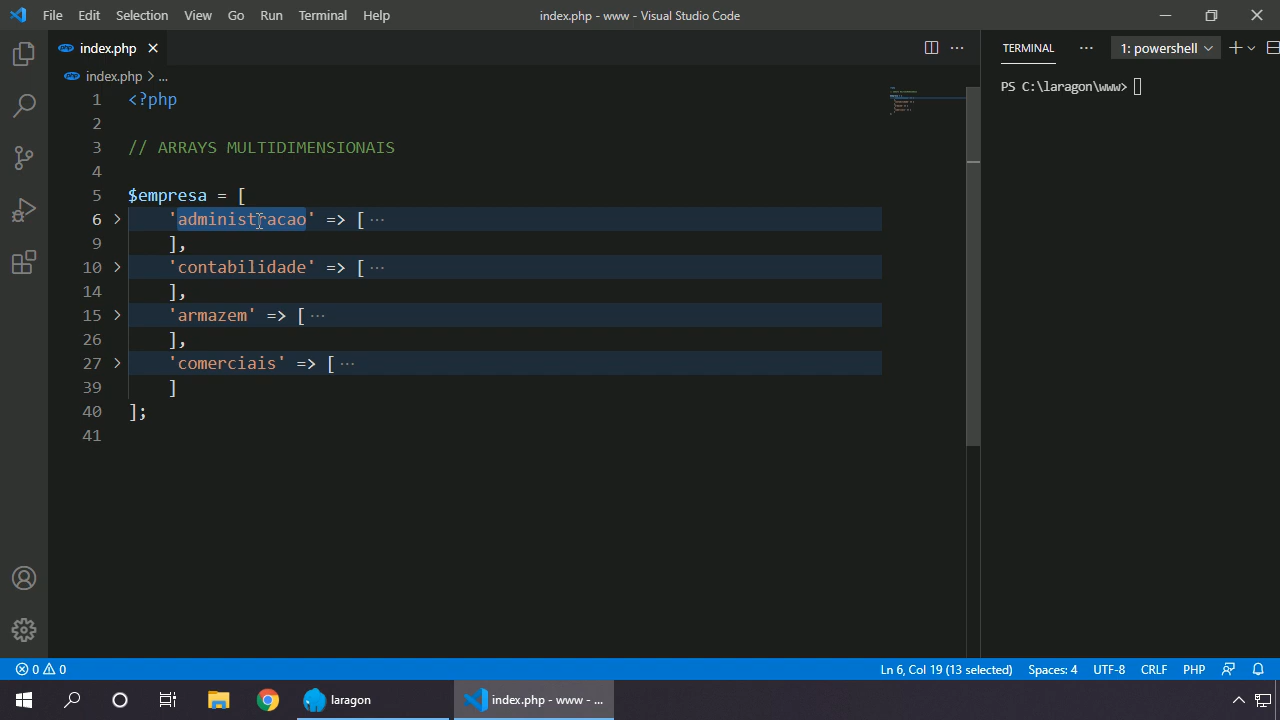 File Edit Selection View Go Run Terminal Help
index.php - www - Visual Studio Code
index.php
TERMINAL ··· 1: powershell
index.php > ...
PS C:\laragon\www>
1 <?php
2
3 // ARRAYS MULTIDIMENSIONAIS
4
5 $empresa = [
6 'administracao' => [ ···
9 ],
10 'contabilidade' => [ ···
14 ],
15 'armazem' => [ ···
26 ],
27 'comerciais' => [ ···
39 ]
40 ];
41
0 0
Ln 6, Col 19 (13 selected) Spaces: 4 UTF-8 CRLF PHP
laragon
index.php - www - ...